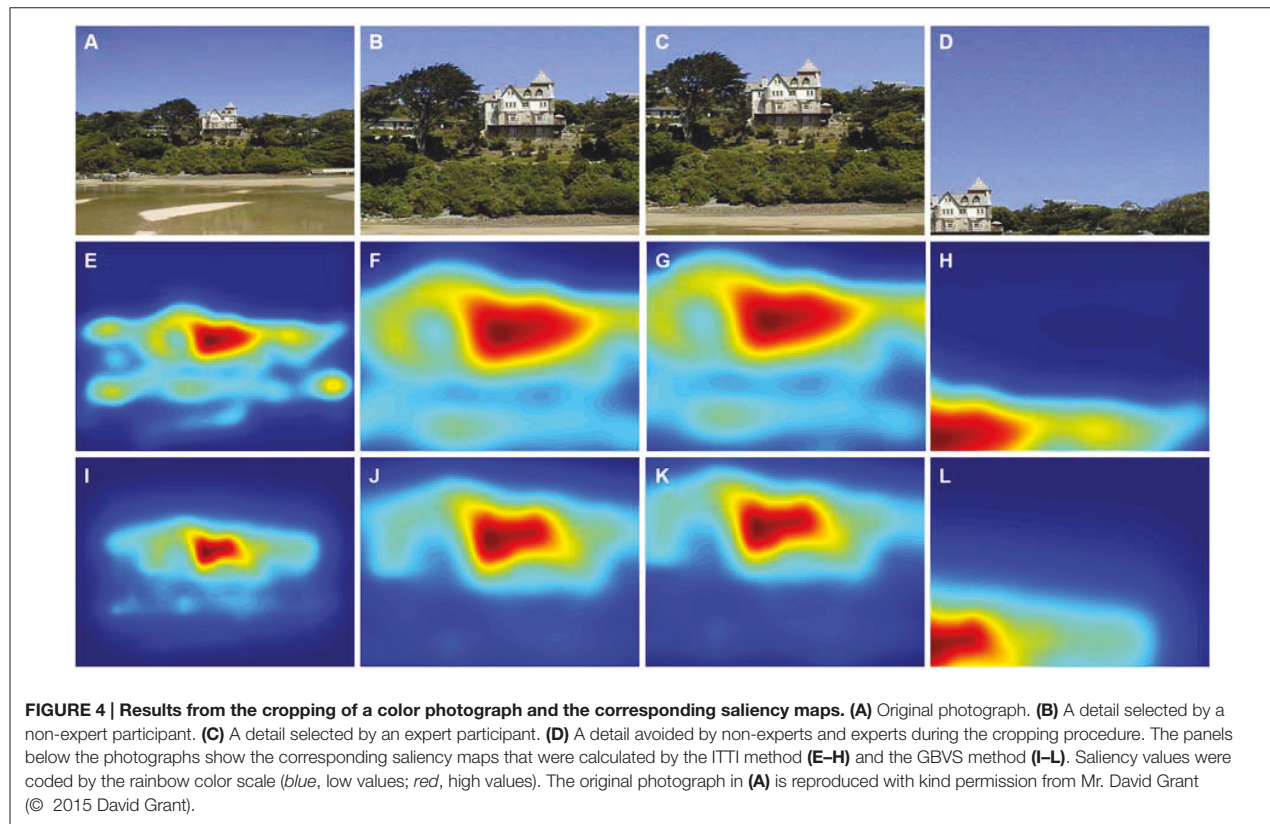 A B C D
E F G H
I J K L
FIGURE 4 | Results from the cropping of a color photograph and the corresponding saliency maps. (A) Original photograph. (B) A detail selected by a
non-expert participant. (C) A detail selected by an expert participant. (D) A detail avoided by non-experts and experts during the cropping procedure. The panels
below the photographs show the corresponding saliency maps that were calculated by the ITTI method (E–H) and the GBVS method (I–L). Saliency values were
coded by the rainbow color scale (blue, low values; red, high values). The original photograph in (A) is reproduced with kind permission from Mr. David Grant
(© 2015 David Grant).